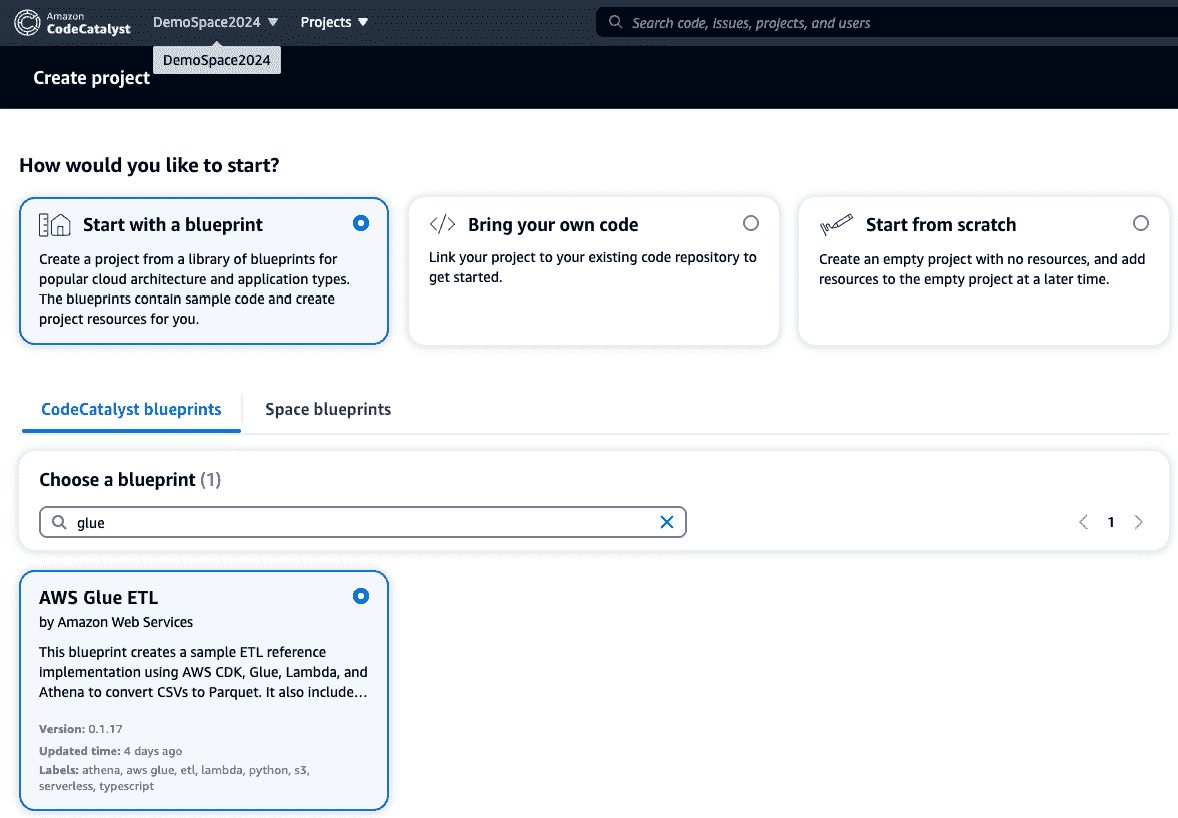 Amazon
CodeCatalyst
DemoSpace2024
Projects
Search code, issues, projects, and users
DemoSpace2024
Create project
How would you like to start?
Start with a blueprint
Create a project from a library of blueprints for
popular cloud architecture and application types.
The blueprints contain sample code and create
project resources for you.
Bring your own code
Link your project to your existing code repository to
get started.
Start from scratch
Create an empty project with no resources, and add
resources to the empty project at a later time.
CodeCatalyst blueprints
Space blueprints
Choose a blueprint (1)
glue
1
AWS Glue ETL
by Amazon Web Services
This blueprint creates a sample ETL reference
implementation using AWS CDK, Glue, Lambda, and
Athena to convert CSVs to Parquet. It also include...
Version: 0.1.17
Updated time: 4 days ago
Labels: athena, aws glue, etl, lambda, python, s3,
serverless, typescript